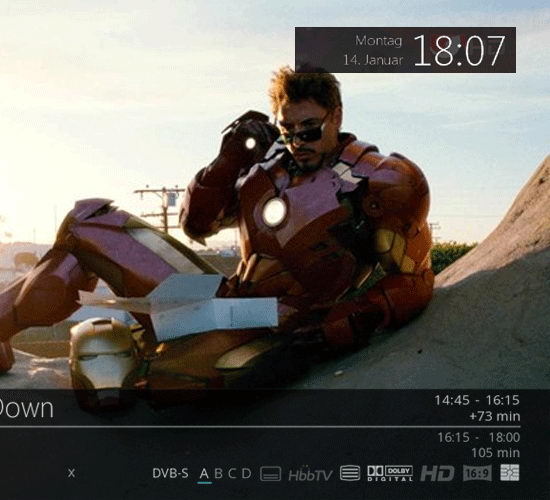 Montag
14. Januar 18:07
Down
14:45 - 16:15
+73 min
16:15 - 18:00
105 min
x DVB-S A B C D HbbTV DOLBY DIGITAL HD 16:9